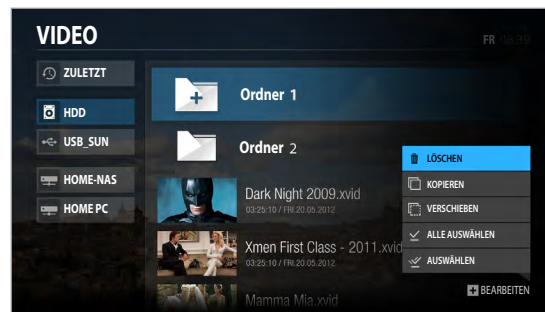 VIDEO
FR 16:39
ZULETZT
HDD
USB_SUN
HOME-NAS
HOME PC
Ordner 1
Ordner 2
Dark Night 2009.xvid
03:25:10 / FRI.20.05.2012
Xmen First Class - 2011.xvid
03:25:10 / FRI.20.05.2012
Mamma Mia.xvid
LÖSCHEN
KOPIEREN
VERSCHIEBEN
ALLE AUSWÄHLEN
AUSWÄHLEN
BEARBEITEN